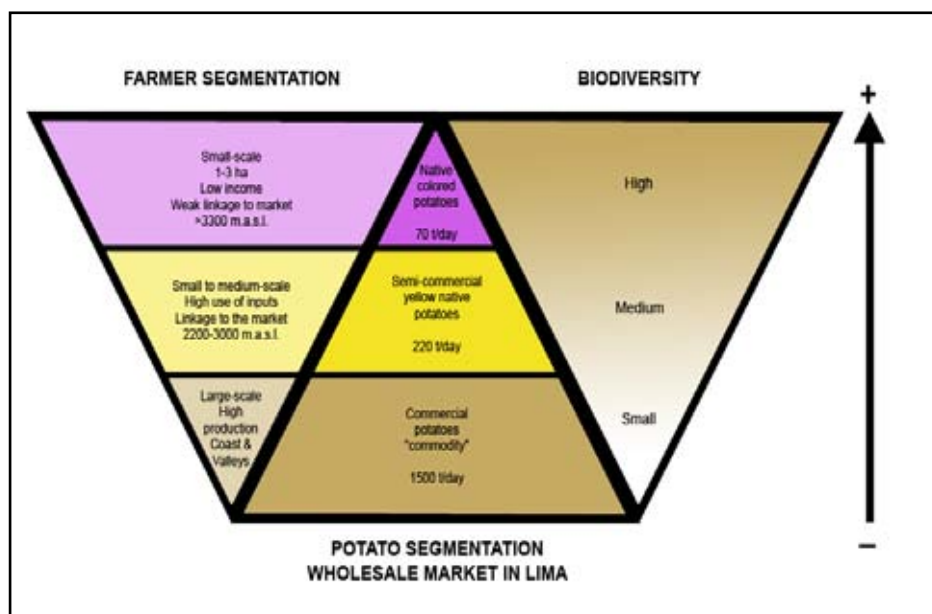 FARMER SEGMENTATION
BIODIVERSITY
+
Small-scale
1-3 ha
Low income
Weak linkage to market
>3300 m.a.s.l.
Native
colored
potatoes
70 t/day
High
Small to medium-scale
High use of inputs
Linkage to the market
2200-3000 m.a.s.l.
Semi-commercial
yellow native
potatoes
220 t/day
Medium
Large-scale
High
production
Coast &
Valleys
Commercial
potatoes
"commodity"
1500 t/day
Small
–
POTATO SEGMENTATION
WHOLESALE MARKET IN LIMA